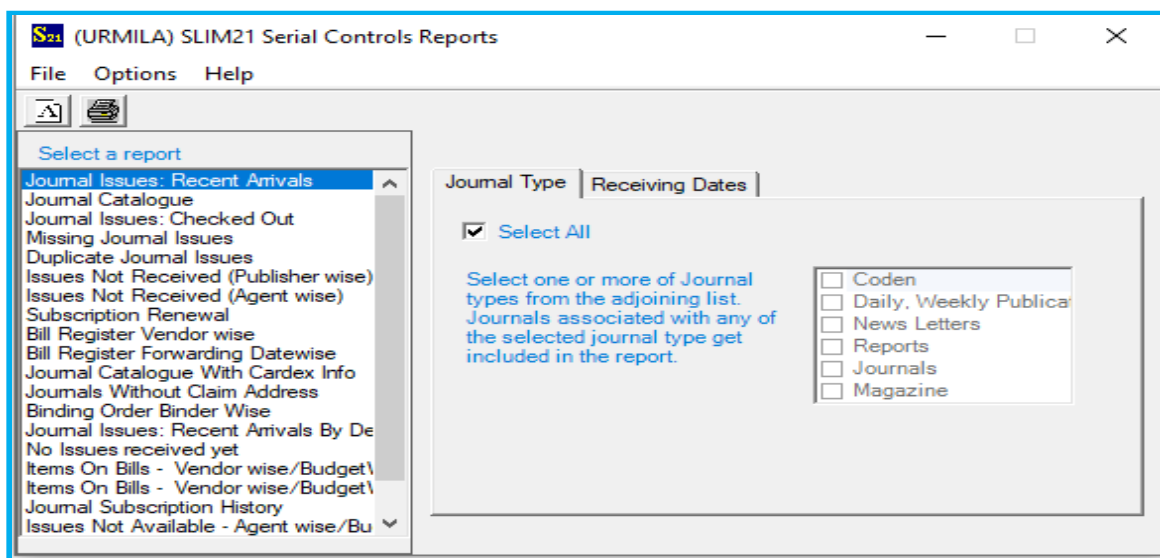 S21 (URMILA) SLIM21 Serial Controls Reports
File Options Help
A
Select a report
Journal Issues: Recent Arrivals
Journal Catalogue
Journal Issues: Checked Out
Missing Journal Issues
Duplicate Journal Issues
Issues Not Received (Publisher wise)
Issues Not Received (Agent wise)
Subscription Renewal
Bill Register Vendor wise
Bill Register Forwarding Datewise
Journal Catalogue With Cardex Info
Journals Without Claim Address
Binding Order Binder Wise
Journal Issues: Recent Arrivals By De
No Issues received yet
Items On Bills - Vendor wise/Budget\
Items On Bills - Vendor wise/Budget\
Journal Subscription History
Issues Not Available - Agent wise/Bu
Journal Type Receiving Dates
Select All
Select one or more of Journal
types from the adjoining list.
Journals associated with any of
the selected journal type get
included in the report.
Coden
Daily, Weekly Publica
News Letters
Reports
Journals
Magazine